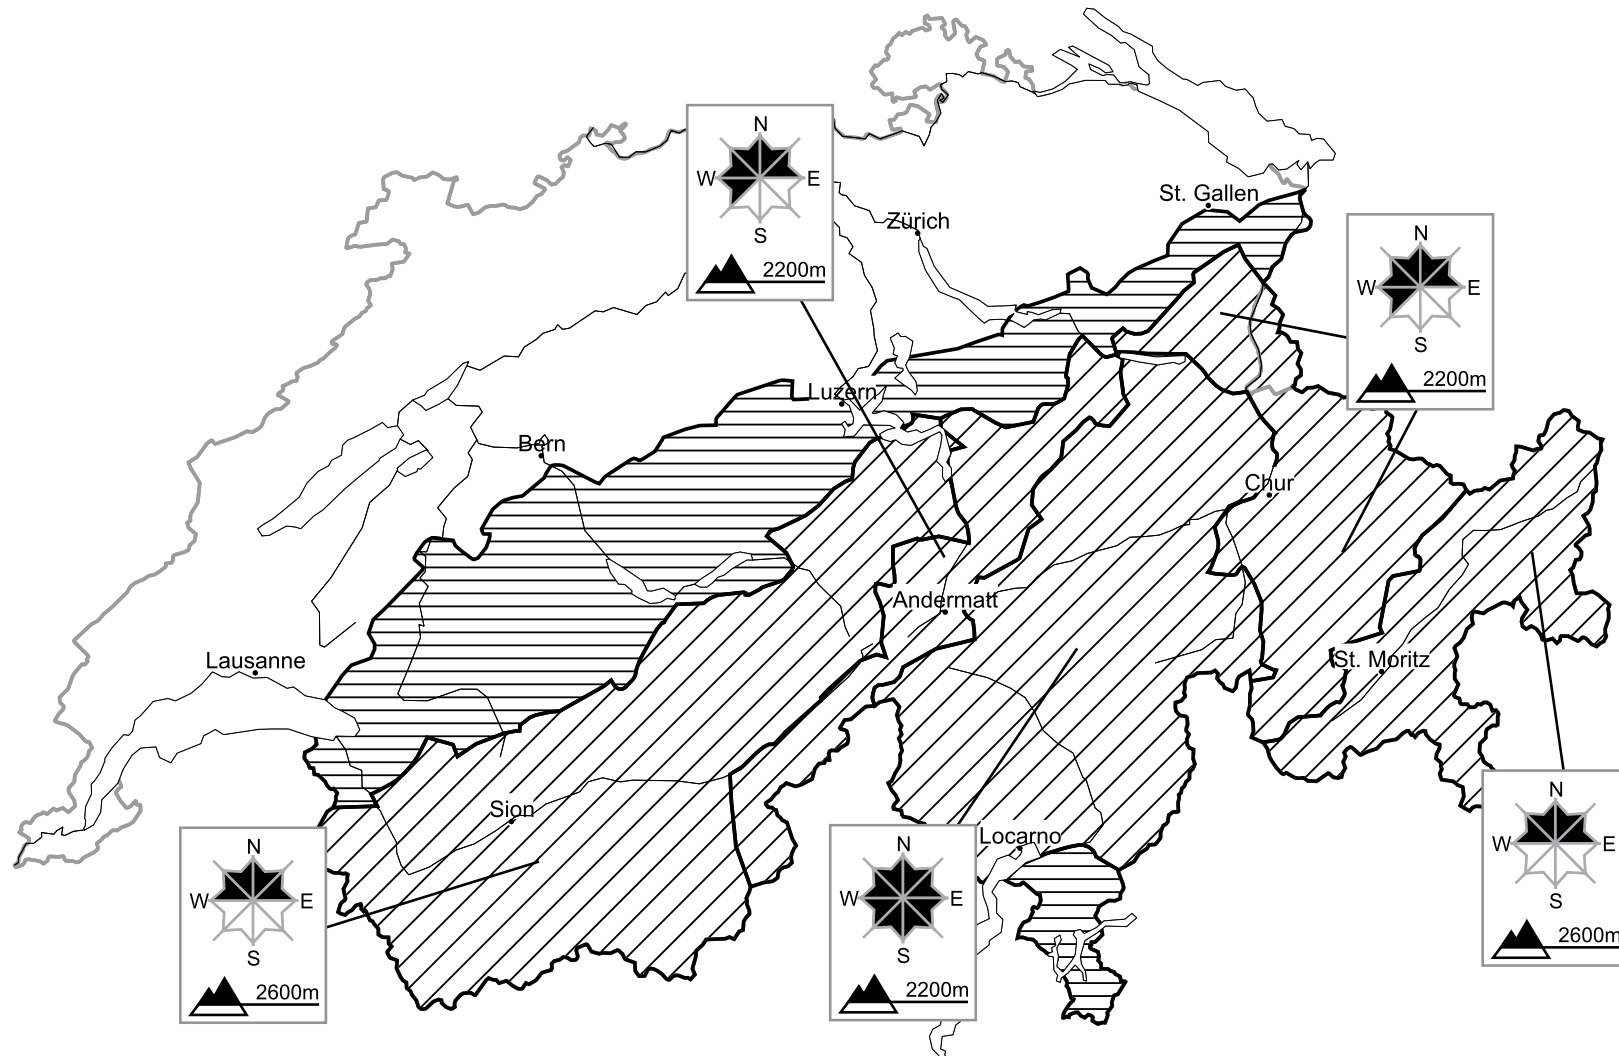 N
W E
S
2200m
St. Gallen
Zürich
N
W E
S
2200m
Luzern
Bern
Chur
Andermatt
Lausanne
St. Moritz
Sion
Locarno
N
W E
S
2600m
N
W E
S
2200m
N
W E
S
2600m